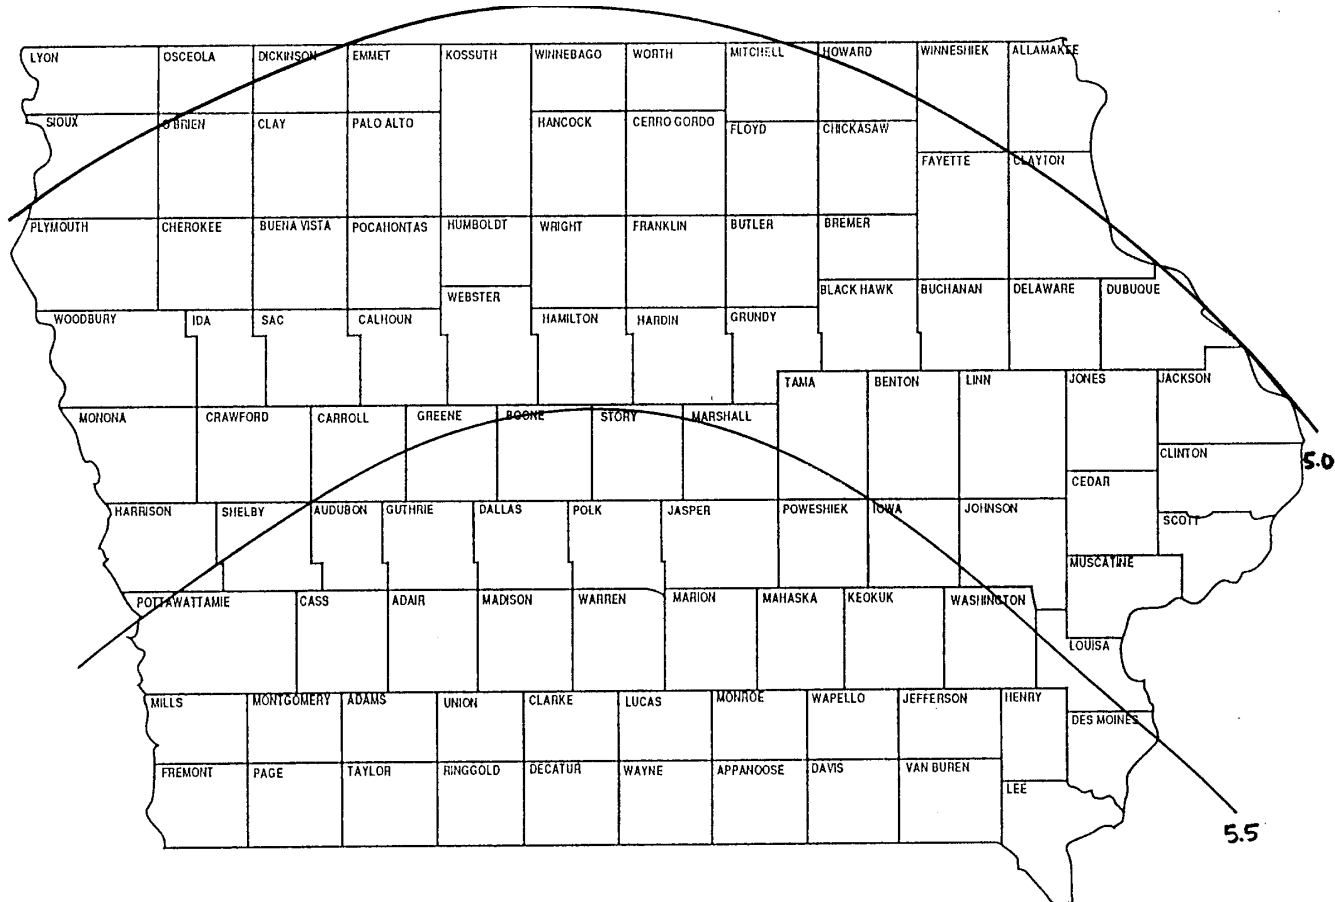 LYON OSCEOLA DICKINSON EMMET KOSSUTH WINNEBAGO WORTH MITCHELL HOWARD WINNESHIEK ALLAMAKEE
SIOUX O'BRIEN CLAY PALO ALTO HANCOCK CERRO GORDO FLOYD CHICKASAW
FAYETTE CLAYTON
PLYMOUTH CHEROKEE BUENA VISTA POCAHONTAS HUMBOLDT WRIGHT FRANKLIN BUTLER BREMER
WEBSTER BLACK HAWK BUCHANAN DELAWARE DUBUQUE
WOODBURY IDA SAC CALHOUN HAMILTON HARDIN GRUNDY
TAMA BENTON LINN JONES JACKSON
MONONA CRAWFORD CARROLL GREENE BOONE STORY MARSHALL
CLINTON
5.0
CEDAR
HARRISON SHELBY AUDUBON GUTHRIE DALLAS POLK JASPER POWESHIEK IOWA JOHNSON
SCOTT
MUSCATINE
POTTAWATTAMIE CASS ADAIR MADISON WARREN MARION MAHASKA KEOKUK WASHINGTON
LOUISA
MILLS MONTGOMERY ADAMS UNION CLARKE LUCAS MONROE WAPELLO JEFFERSON HENRY
DES MOINES
FREMONT PAGE TAYLOR RINGGOLD DECATUR WAYNE APPANOOSE DAVIS VAN BUREN
LEE
5.5